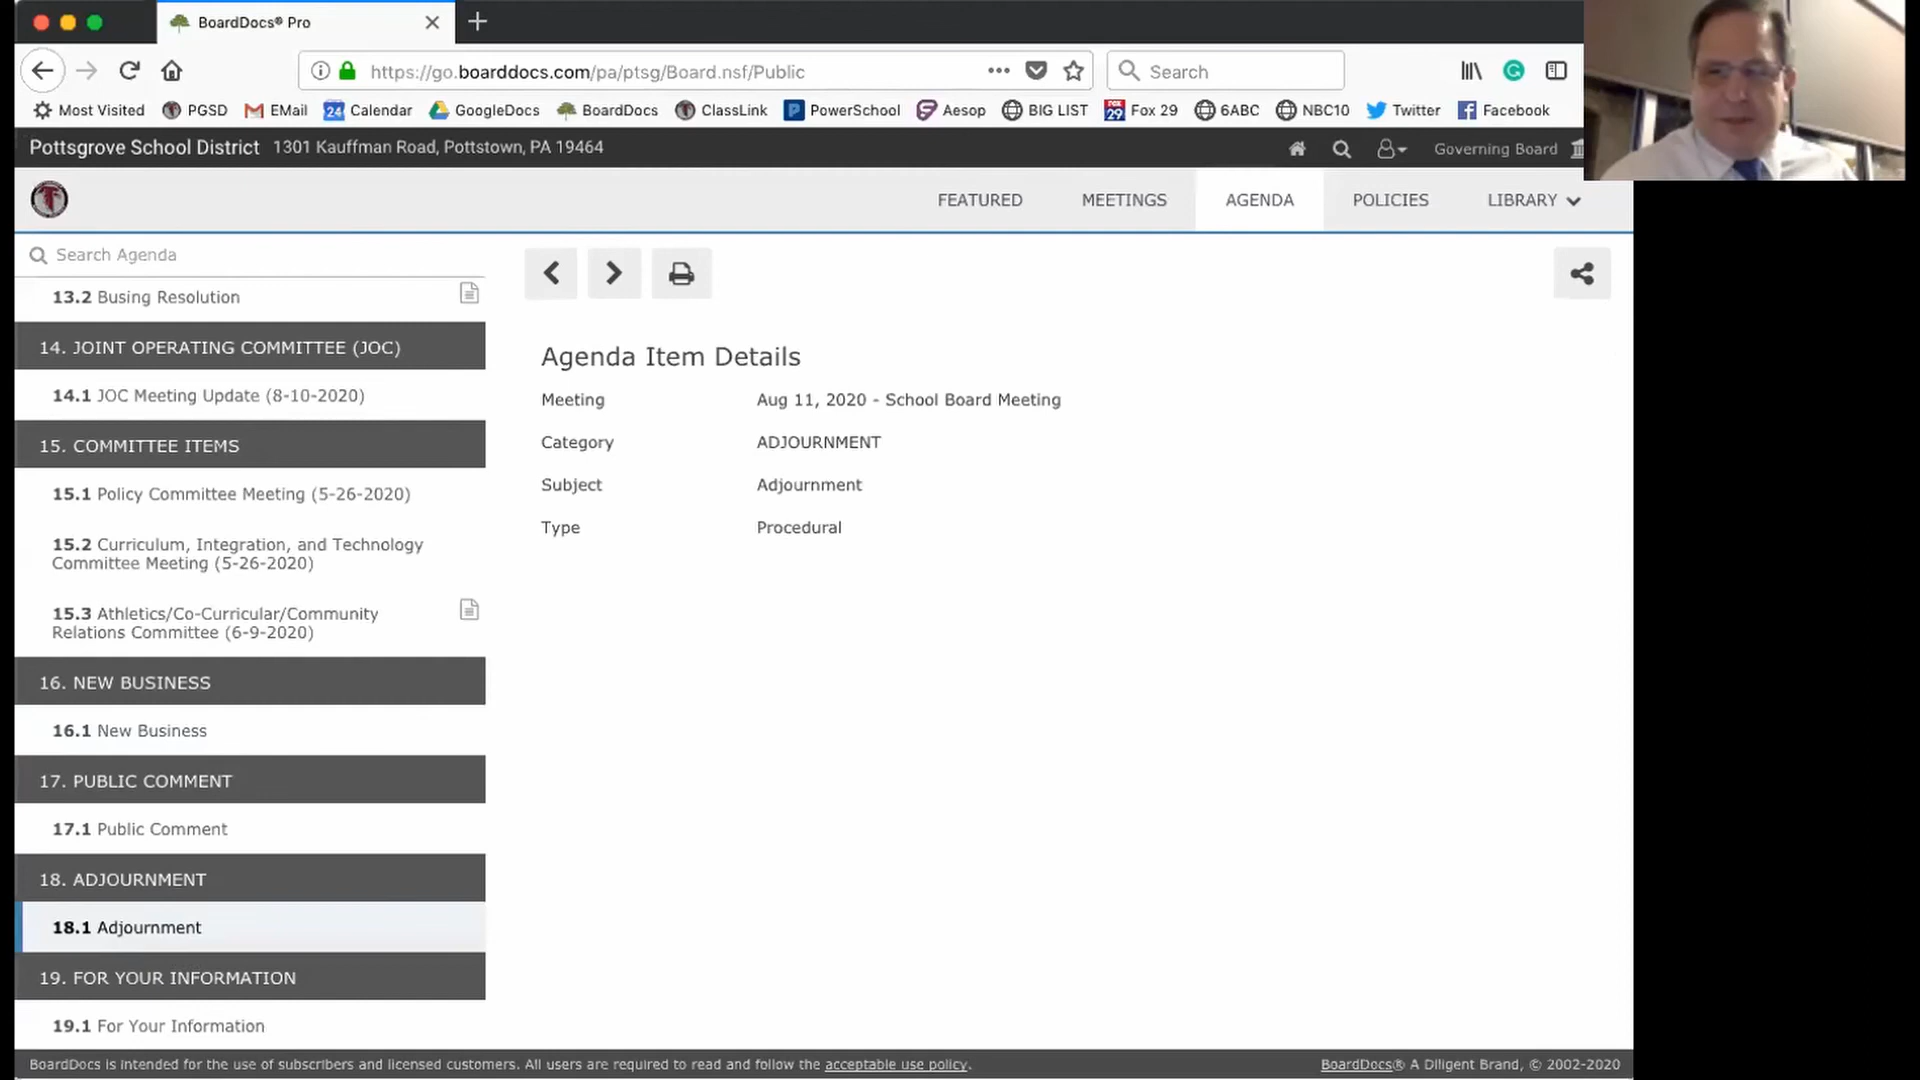 BoardDocs® Pro
https://go.boarddocs.com/pa/ptsg/Board.nsf/Public
Search
Most Visited PGSD EMail Calendar GoogleDocs BoardDocs ClassLink PowerSchool Aesop BIG LIST Fox 29 6ABC NBC10 Twitter Facebook
Pottsgrove School District 1301 Kauffman Road, Pottstown, PA 19464 Governing Board
FEATURED MEETINGS AGENDA POLICIES LIBRARY
Search Agenda
13.2 Busing Resolution
14. JOINT OPERATING COMMITTEE (JOC)
14.1 JOC Meeting Update (8-10-2020)
15. COMMITTEE ITEMS
15.1 Policy Committee Meeting (5-26-2020)
15.2 Curriculum, Integration, and Technology
Committee Meeting (5-26-2020)
15.3 Athletics/Co-Curricular/Community
Relations Committee (6-9-2020)
16. NEW BUSINESS
16.1 New Business
17. PUBLIC COMMENT
17.1 Public Comment
18. ADJOURNMENT
18.1 Adjournment
19. FOR YOUR INFORMATION
19.1 For Your Information
Agenda Item Details
Meeting Aug 11, 2020 - School Board Meeting
Category ADJOURNMENT
Subject Adjournment
Type Procedural
BoardDocs is intended for the use of subscribers and licensed customers. All users are required to read and follow the acceptable use policy.
BoardDocs® A Diligent Brand, © 2002-2020